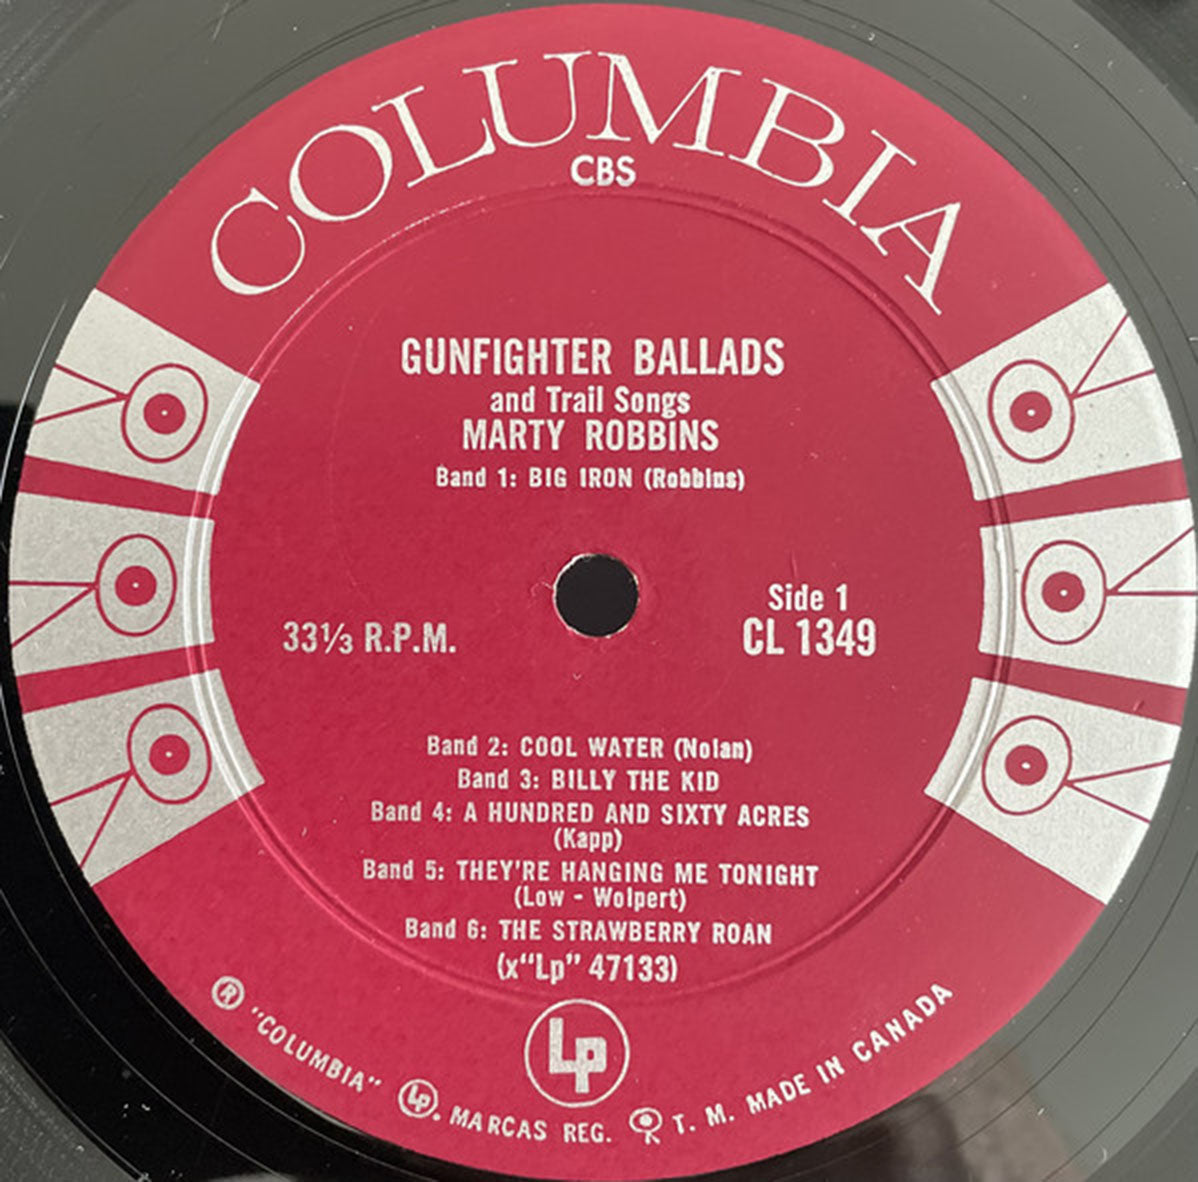 COLUMBIA
CBS
GUNFIGHTER BALLADS
and Trail Songs
MARTY ROBBINS
Band 1: BIG IRON (Robbins)
33⅓ R.P.M.
Side 1
CL 1349
Band 2: COOL WATER (Nolan)
Band 3: BILLY THE KID
Band 4: A HUNDRED AND SIXTY ACRES
(Kapp)
Band 5: THEY'RE HANGING ME TONIGHT
(Low - Wolpert)
Band 6: THE STRAWBERRY ROAN
(x"Lp" 47133)
Lp
® "COLUMBIA" Lp. MARCAS REG. T. M. MADE IN CANADA